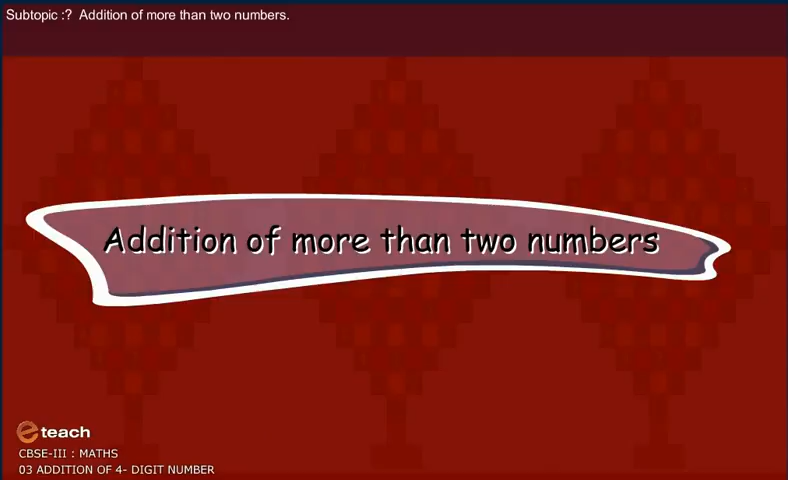 Subtopic :? Addition of more than two numbers.
Addition of more than two numbers
e teach
CBSE-III : MATHS
03 ADDITION OF 4- DIGIT NUMBER